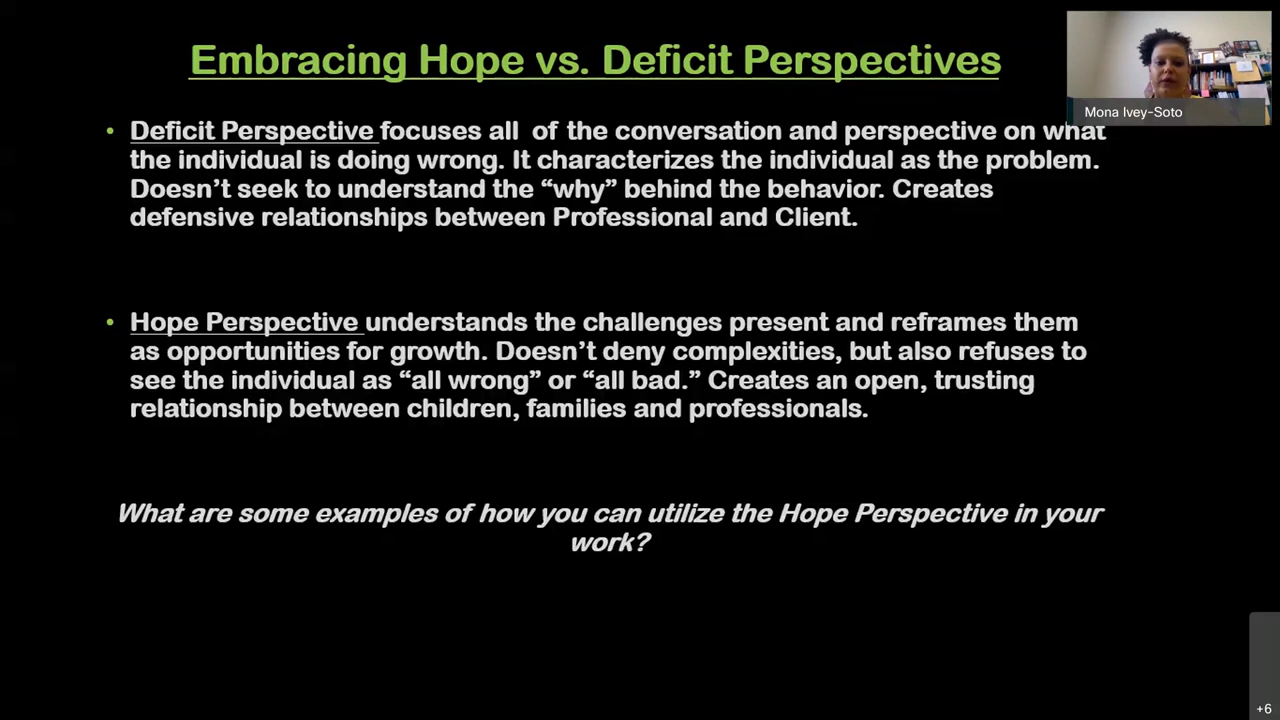 Embracing Hope vs. Deficit Perspectives
Mona Ivey-Soto
• Deficit Perspective focuses all of the conversation and perspective on what
the individual is doing wrong. It characterizes the individual as the problem.
Doesn’t seek to understand the “why” behind the behavior. Creates
defensive relationships between Professional and Client.
• Hope Perspective understands the challenges present and reframes them
as opportunities for growth. Doesn’t deny complexities, but also refuses to
see the individual as “all wrong” or “all bad.” Creates an open, trusting
relationship between children, families and professionals.
What are some examples of how you can utilize the Hope Perspective in your
work?
+6